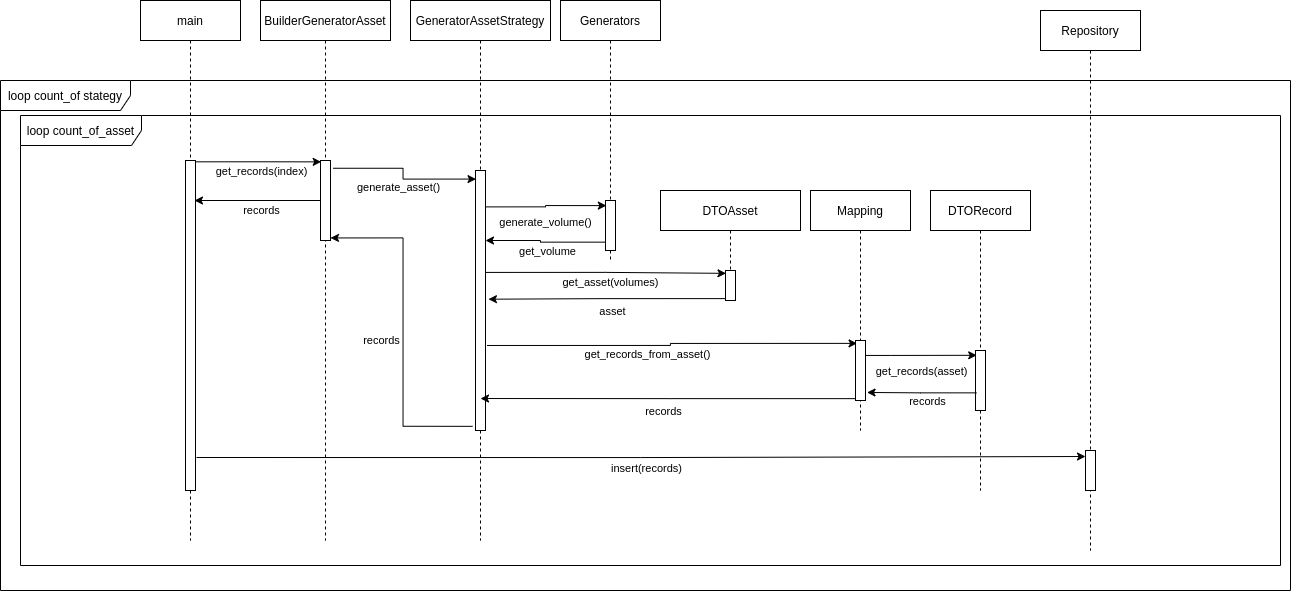 main
BuilderGeneratorAsset
GeneratorAssetStrategy
Generators
Repository
loop count_of stategy
loop count_of_asset
get_records(index)
generate_asset()
records
DTOAsset
Mapping
DTORecord
generate_volume()
get_volume
get_asset(volumes)
asset
records
get_records_from_asset()
get_records(asset)
records
records
insert(records)